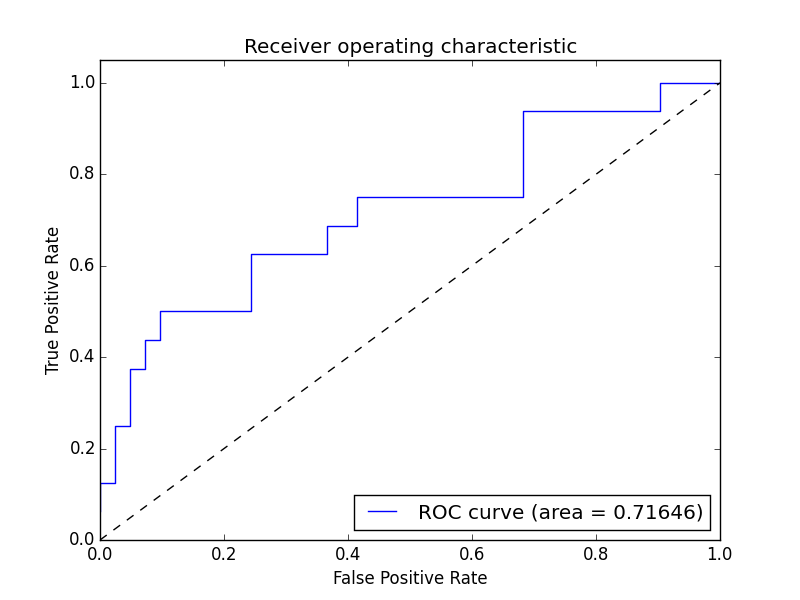 Receiver operating characteristic
1.0
0.8
0.6
0.4
0.2
0.0
True Positive Rate
ROC curve (area = 0.71646)
0.0 0.2 0.4 0.6 0.8 1.0
False Positive Rate